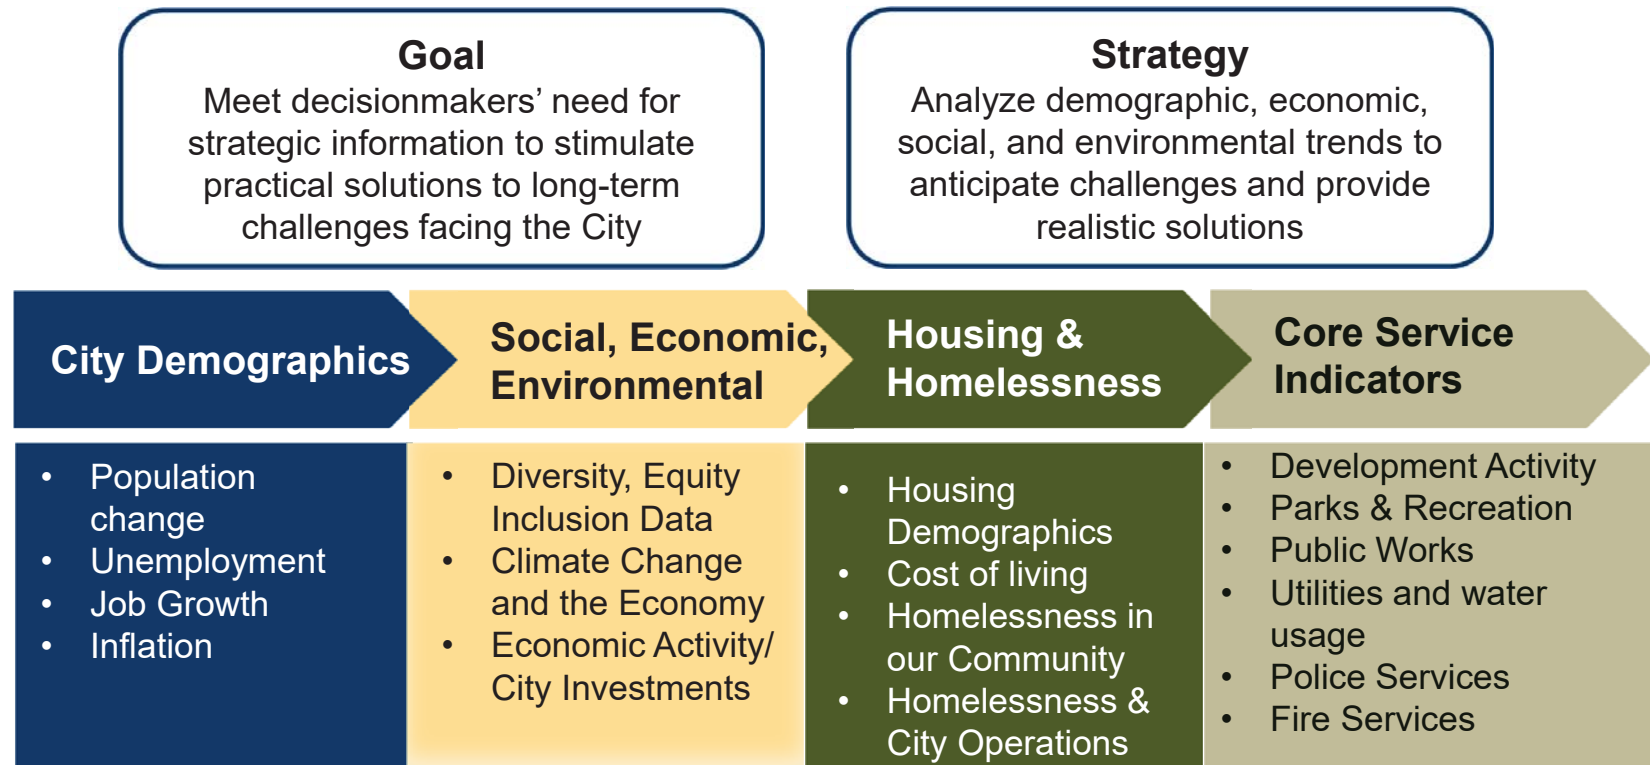 Goal
Meet decisionmakers’ need for
strategic information to stimulate
practical solutions to long-term
challenges facing the City
Strategy
Analyze demographic, economic,
social, and environmental trends to
anticipate challenges and provide
realistic solutions
City Demographics
• Population
change
• Unemployment
• Job Growth
• Inflation
Social, Economic,
Environmental
• Diversity, Equity
Inclusion Data
• Climate Change
and the Economy
• Economic Activity/
City Investments
Housing &
Homelessness
• Housing
Demographics
• Cost of living
• Homelessness in
our Community
• Homelessness &
City Operations
Core Service
Indicators
• Development Activity
• Parks & Recreation
• Public Works
• Utilities and water
usage
• Police Services
• Fire Services